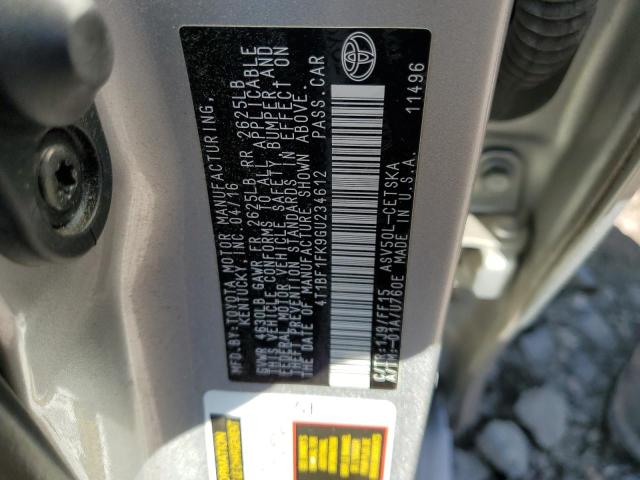 MFD.BY:TOYOTA MOTOR MANUFACTURING,
KENTUCKY,INC. 04/16
GVWR 4630LB GAWR FR 2625LB RR 2625LB
THIS VEHICLE CONFORMS TO ALL APPLICABLE
FEDERAL MOTOR VEHICLE SAFETY, BUMPER,AND
THEFT PREVENTION STANDARDS IN EFFECT ON
THE DATE OF MANUFACTURE SHOWN ABOVE.
4T1BF1FK9GU234612 PASS.CAR
C/TR:1J9/FF15 ASV50L-CETSKA
A/TM:-01A/U760E MADE IN U.S.A. 11496